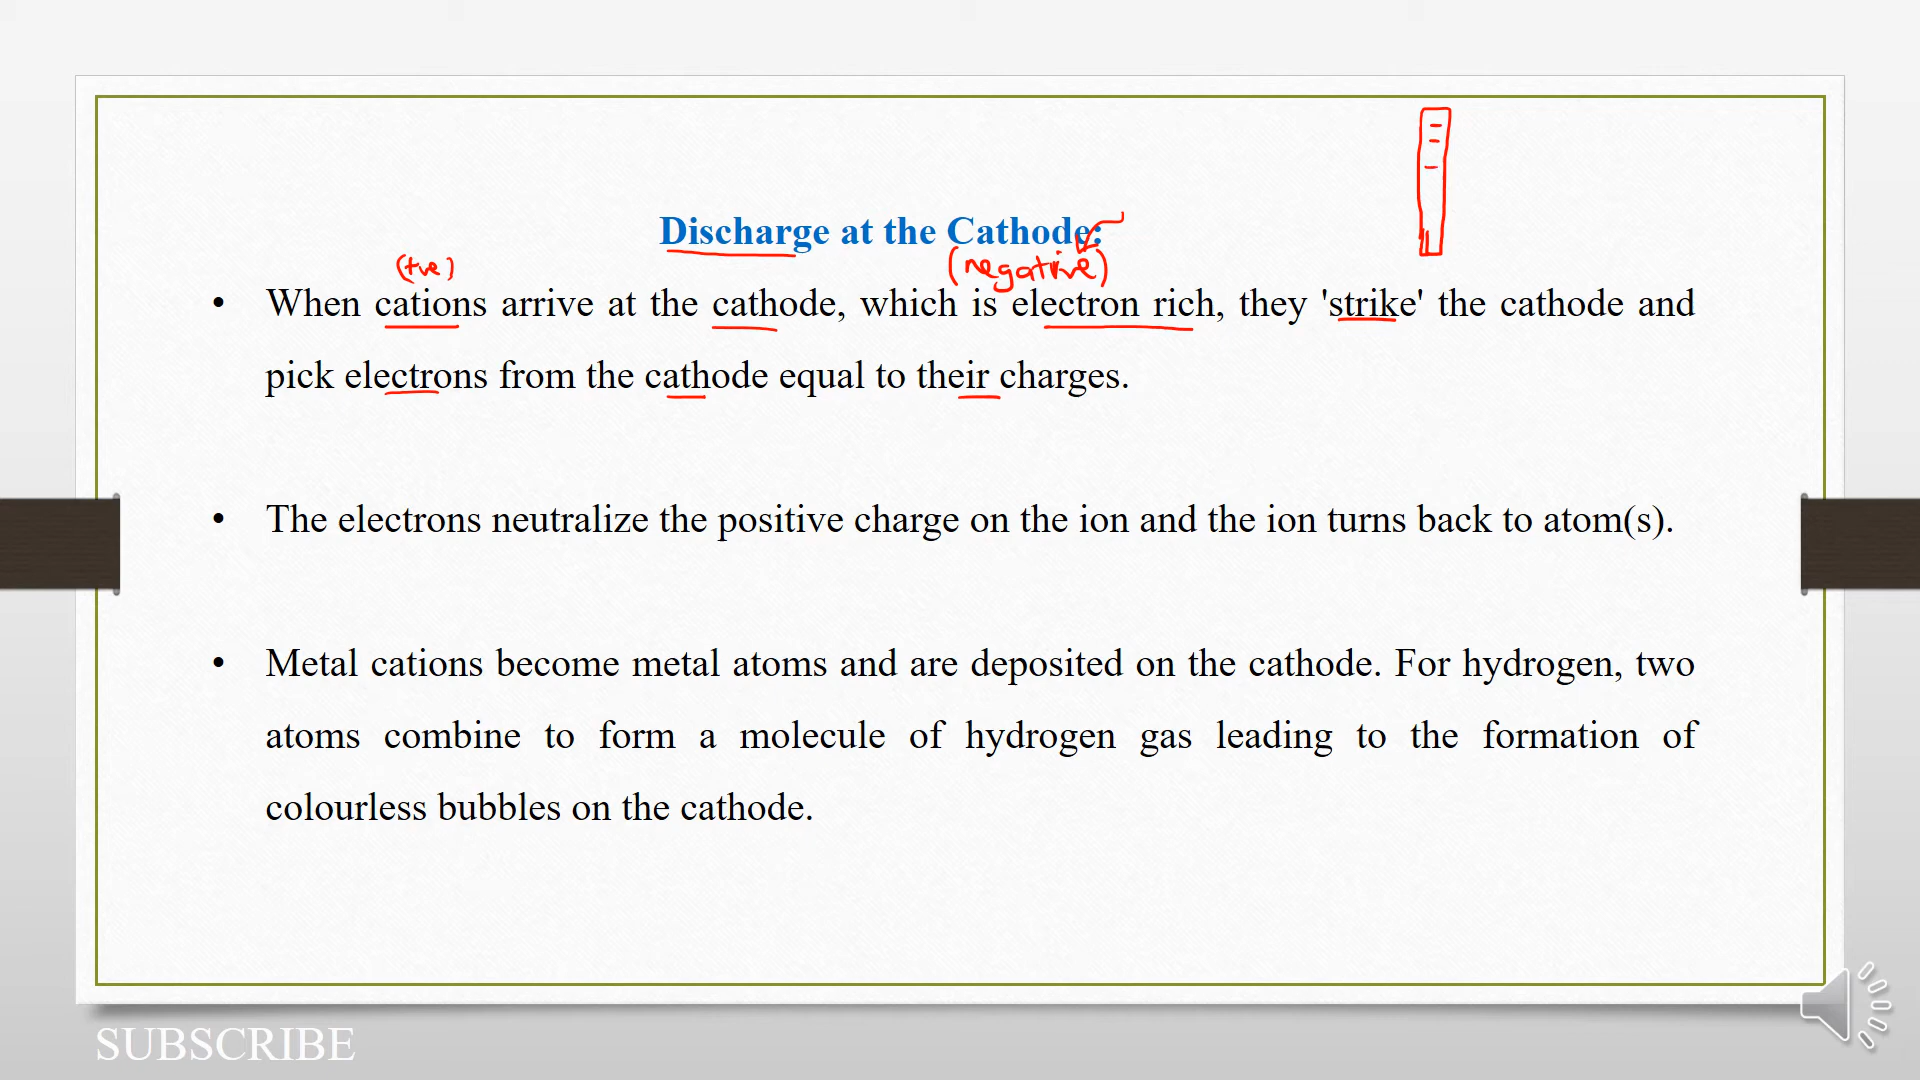 Discharge at the Cathode:
(+ve)
(negative)
• When cations arrive at the cathode, which is electron rich, they 'strike' the cathode and
pick electrons from the cathode equal to their charges.
• The electrons neutralize the positive charge on the ion and the ion turns back to atom(s).
• Metal cations become metal atoms and are deposited on the cathode. For hydrogen, two
atoms combine to form a molecule of hydrogen gas leading to the formation of
colourless bubbles on the cathode.
SUBSCRIBE